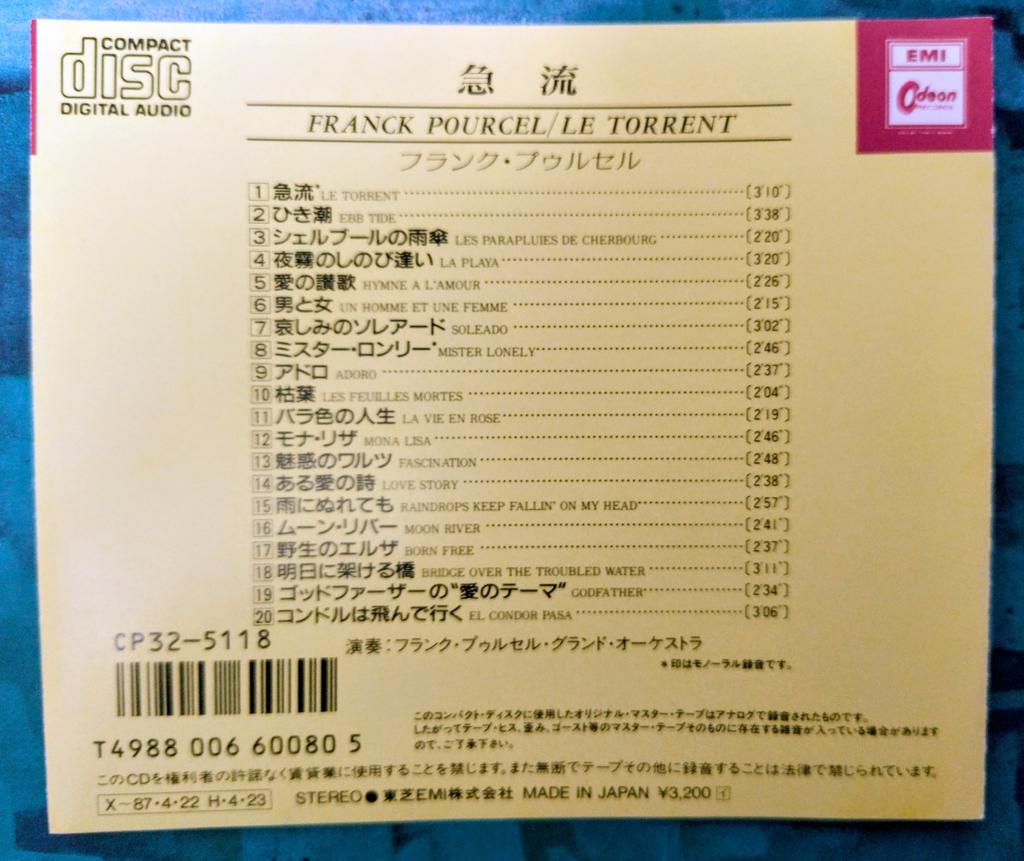 COMPACT
disc
DIGITAL AUDIO
EMI
Odeon
RECORDS
急 流
FRANCK POURCEL/LE TORRENT
フランク・プゥルセル
1 急流* LE TORRENT 〔3′10″〕
2 ひき潮 EBB TIDE 〔3′38″〕
3 シェルブールの雨傘 LES PARAPLUIES DE CHERBOURG 〔2′20″〕
4 夜霧のしのび逢い LA PLAYA 〔3′20″〕
5 愛の讃歌 HYMNE A L'AMOUR 〔2′26″〕
6 男と女 UN HOMME ET UNE FEMME 〔2′15″〕
7 哀しみのソレアード SOLEADO 〔3′02″〕
8 ミスター・ロンリー* MISTER LONELY 〔2′46″〕
9 アドロ ADORO 〔2′37″〕
10 枯葉 LES FEUILLES MORTES 〔2′04″〕
11 バラ色の人生 LA VIE EN ROSE 〔2′19″〕
12 モナ・リザ MONA LISA 〔2′46″〕
13 魅惑のワルツ FASCINATION 〔2′48″〕
14 ある愛の詩 LOVE STORY 〔2′38″〕
15 雨にぬれても RAINDROPS KEEP FALLIN' ON MY HEAD 〔2′57″〕
16 ムーン・リバー MOON RIVER 〔2′41″〕
17 野生のエルザ BORN FREE 〔2′37″〕
18 明日に架ける橋 BRIDGE OVER THE TROUBLED WATER 〔3′11″〕
19 ゴッドファーザーの“愛のテーマ” GODFATHER 〔2′34″〕
20 コンドルは飛んで行く EL CONDOR PASA 〔3′06″〕
CP32-5118
演奏：フランク・プゥルセル・グランド・オーケストラ
＊印はモノーラル録音です。
このコンパクト・ディスクに使用したオリジナル・マスター・テープはアナログで録音されたものです。
したがってテープ・ヒス、歪み、ゴースト等のマスター・テープそのものに存在する雑音が入っている場合があります
ので、ご了承下さい。
T4988 006 60080 5
このCDを権利者の許諾なく賃貸業に使用することを禁じます。また無断でテープその他に録音することは法律で禁じられています。
X～87・4・22 H・4・23
STEREO● 東芝EMI株式会社 MADE IN JAPAN ¥3,200